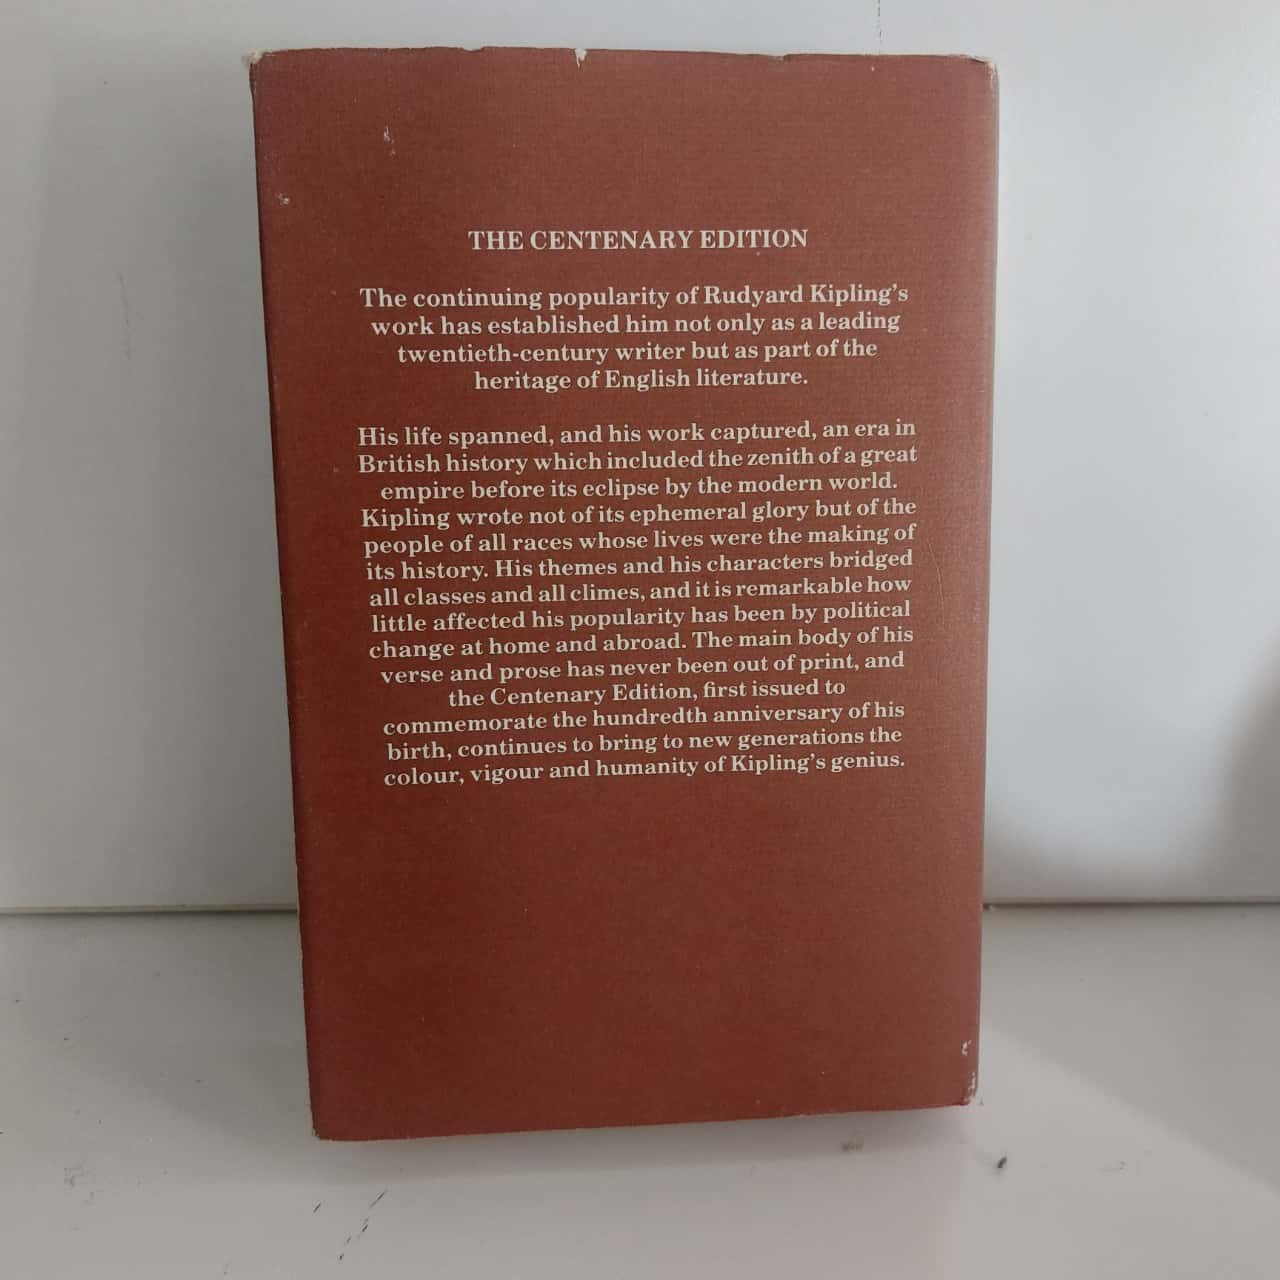 THE CENTENARY EDITION
The continuing popularity of Rudyard Kipling's
work has established him not only as a leading
twentieth-century writer but as part of the
heritage of English literature.
His life spanned, and his work captured, an era in
British history which included the zenith of a great
empire before its eclipse by the modern world.
Kipling wrote not of its ephemeral glory but of the
people of all races whose lives were the making of
its history. His themes and his characters bridged
all classes and all climes, and it is remarkable how
little affected his popularity has been by political
change at home and abroad. The main body of his
verse and prose has never been out of print, and
the Centenary Edition, first issued to
commemorate the hundredth anniversary of his
birth, continues to bring to new generations the
colour, vigour and humanity of Kipling's genius.